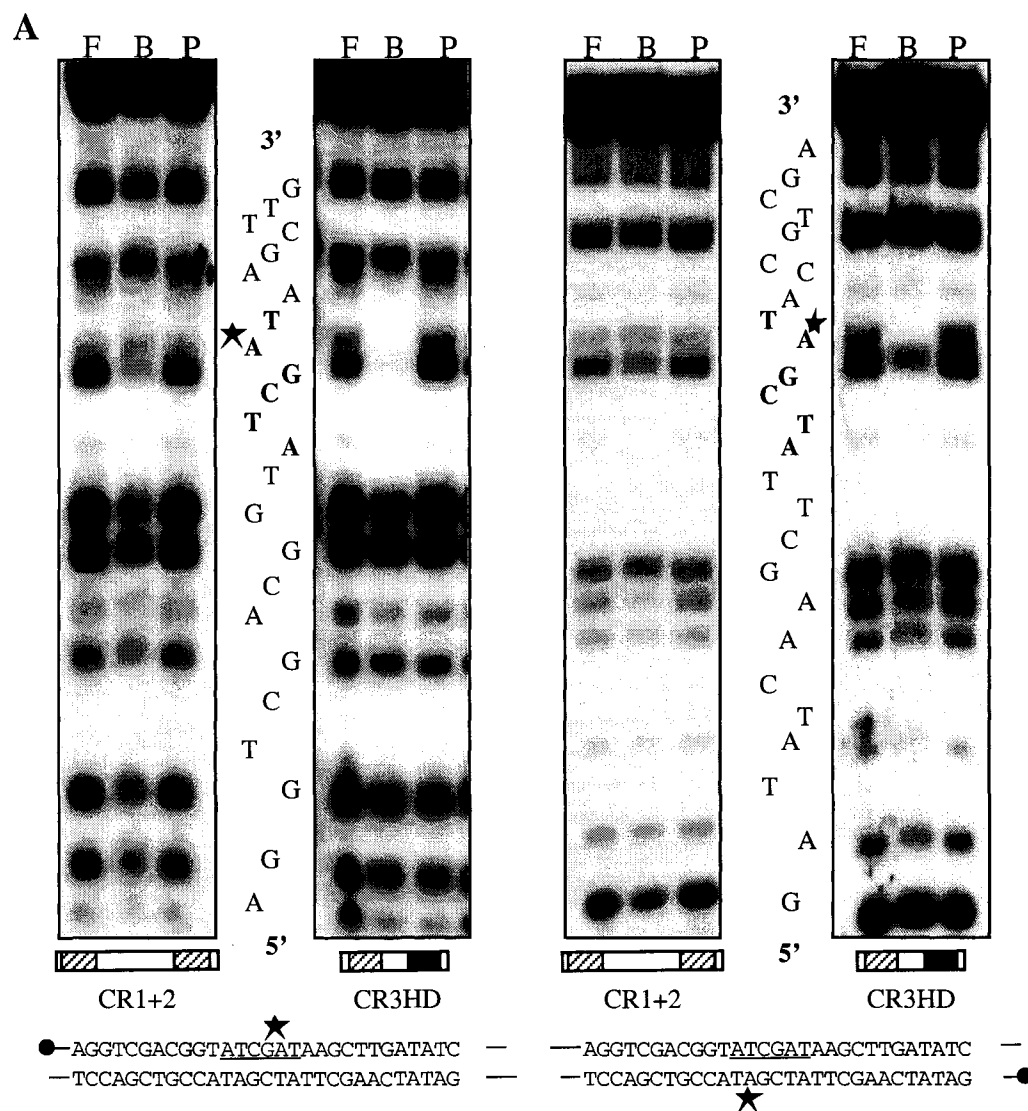 A
F B P
F B P
F B P
F B P
3'
G
T
T
C
G
A
A
T
A
G
C
T
A
T
G
G
C
A
G
C
T
G
G
A
5'
3'
A
G
C
T
G
C
C
A
T
A
G
C
T
A
T
T
C
G
A
A
C
T
A
T
A
G
5'
CR1+2
CR3HD
CR1+2
CR3HD
AGGTCGACGGTATCGATAAGCTTGATATC
TCCAGCTGCCATAGCTATTCGAACTATAG
AGGTCGACGGTATCGATAAGCTTGATATC
TCCAGCTGCCATAGCTATTCGAACTATAG